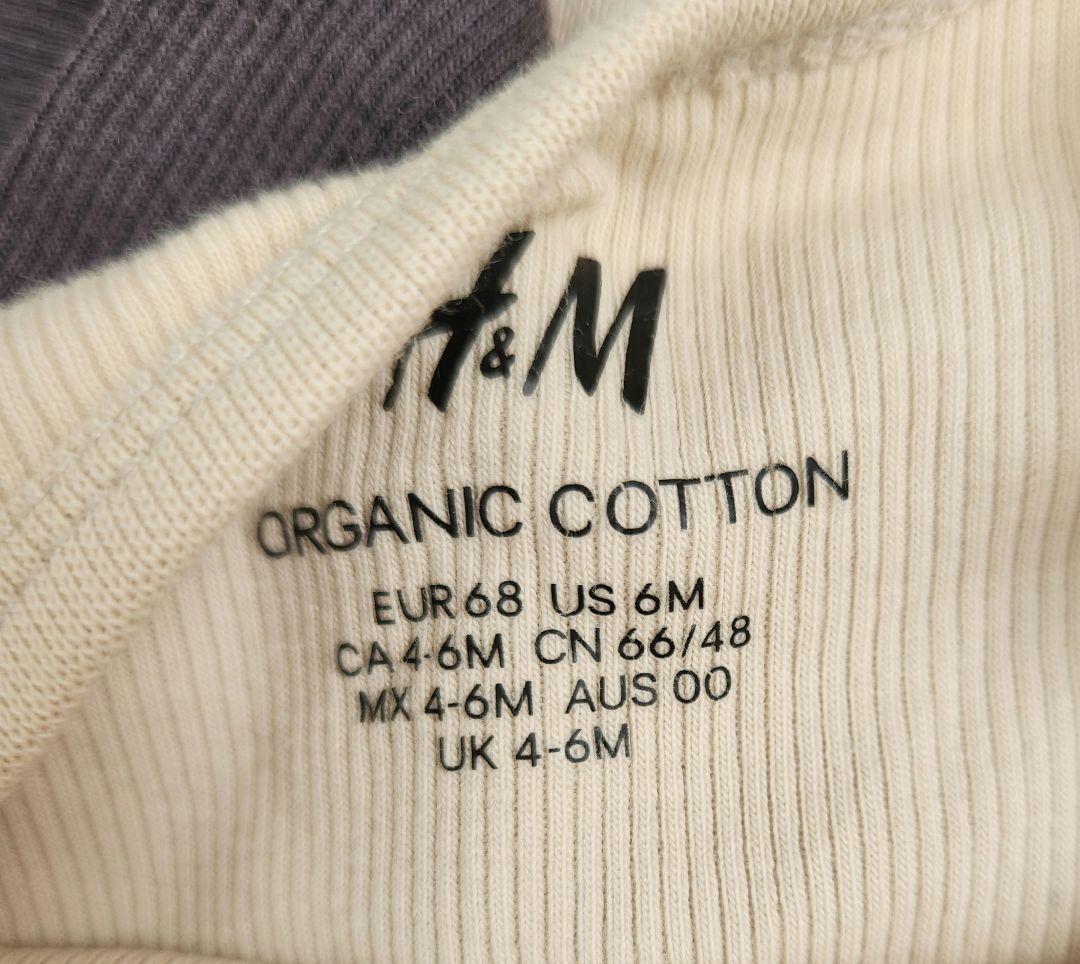 H&M
ORGANIC COTTON
EUR 68 US 6M
CA 4-6M CN 66/48
MX 4-6M AUS 00
UK 4-6M